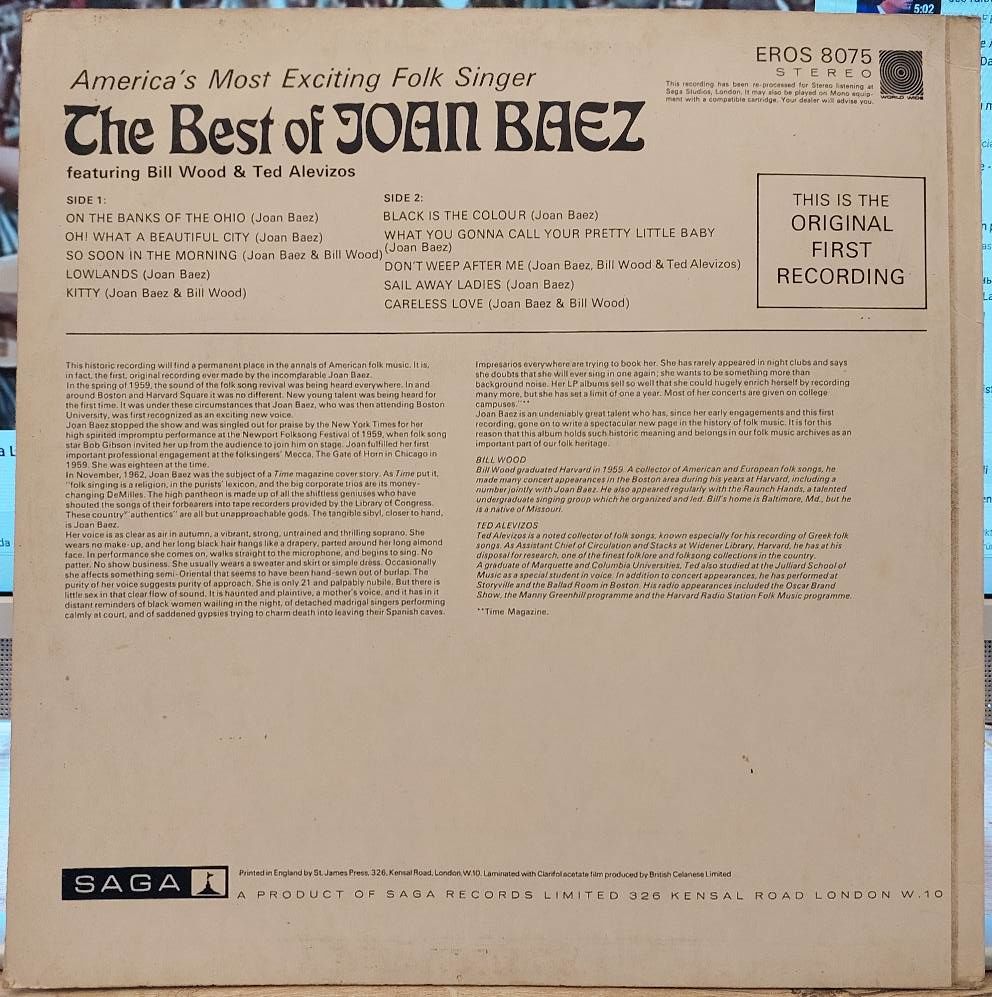 5:02
EROS 8075
STEREO
This recording has been re-processed for Stereo listening at
Saga Studios, London. It may also be played on Mono equip-
ment with a compatible cartridge. Your dealer will advise you.
WORLD WIDE
America's Most Exciting Folk Singer
The Best of JOAN BAEZ
featuring Bill Wood & Ted Alevizos
SIDE 1:
ON THE BANKS OF THE OHIO (Joan Baez)
OH! WHAT A BEAUTIFUL CITY (Joan Baez)
SO SOON IN THE MORNING (Joan Baez & Bill Wood)
LOWLANDS (Joan Baez)
KITTY (Joan Baez & Bill Wood)
SIDE 2:
BLACK IS THE COLOUR (Joan Baez)
WHAT YOU GONNA CALL YOUR PRETTY LITTLE BABY
(Joan Baez)
DON'T WEEP AFTER ME (Joan Baez, Bill Wood & Ted Alevizos)
SAIL AWAY LADIES (Joan Baez)
CARELESS LOVE (Joan Baez & Bill Wood)
THIS IS THE
ORIGINAL
FIRST
RECORDING
This historic recording will find a permanent place in the annals of American folk music. It is,
in fact, the first, original recording ever made by the incomparable Joan Baez.
In the spring of 1959, the sound of the folk song revival was being heard everywhere. In and
around Boston and Harvard Square it was no different. New young talent was being heard for
the first time. It was under these circumstances that Joan Baez, who was then attending Boston
University, was first recognized as an exciting new voice.
Joan Baez stopped the show and was singled out for praise by the New York Times for her
high spirited impromptu performance at the Newport Folksong Festival of 1959, when folk song
star Bob Gibson invited her up from the audience to join him on stage. Joan fulfilled her first
important professional engagement at the folksingers' Mecca, The Gate of Horn in Chicago in
1959. She was eighteen at the time.
In November, 1962, Joan Baez was the subject of a Time magazine cover story. As Time put it,
"folk singing is a religion, in the purists' lexicon, and the big corporate trios are its money-
changing DeMilles. The high pantheon is made up of all the shiftless geniuses who have
shouted the songs of their forbearers into tape recorders provided by the Library of Congress.
These country" authentics" are all but unapproachable gods. The tangible sibyl, closer to hand,
is Joan Baez.
Her voice is as clear as air in autumn, a vibrant, strong, untrained and thrilling soprano. She
wears no make-up, and her long black hair hangs like a drapery, parted around her long almond
face. In performance she comes on, walks straight to the microphone, and begins to sing. No
patter. No show business. She usually wears a sweater and skirt or simple dress. Occasionally
she affects something semi-Oriental that seems to have been hand-sewn out of burlap. The
purity of her voice suggests purity of approach. She is only 21 and palpably nubile. But there is
little sex in that clear flow of sound. It is haunted and plaintive, a mother's voice, and it has in it
distant reminders of black women wailing in the night, of detached madrigal singers performing
calmly at court, and of saddened gypsies trying to charm death into leaving their Spanish caves.
Impresarios everywhere are trying to book her. She has rarely appeared in night clubs and says
she doubts that she will ever sing in one again; she wants to be something more than
background noise. Her LP albums sell so well that she could hugely enrich herself by recording
many more, but she has set a limit of one a year. Most of her concerts are given on college
campuses."**
Joan Baez is an undeniably great talent who has, since her early engagements and this first
recording, gone on to write a spectacular new page in the history of folk music. It is for this
reason that this album holds such historic meaning and belongs in our folk music archives as an
important part of our folk heritage.
BILL WOOD
Bill Wood graduated Harvard in 1959. A collector of American and European folk songs, he
made many concert appearances in the Boston area during his years at Harvard, including a
number jointly with Joan Baez. He also appeared regularly with the Raunch Hands, a talented
undergraduate singing group which he organized and led. Bill's home is Baltimore, Md., but he
is a native of Missouri.
TED ALEVIZOS
Ted Alevizos is a noted collector of folk songs, known especially for his recording of Greek folk
songs. As Assistant Chief of Circulation and Stacks at Widener Library, Harvard, he has at his
disposal for research, one of the finest folklore and folksong collections in the country.
A graduate of Marquette and Columbia Universities, Ted also studied at the Julliard School of
Music as a special student in voice. In addition to concert appearances, he has performed at
Storyville and the Ballad Room in Boston. His radio appearances included the Oscar Brand
Show, the Manny Greenhill programme and the Harvard Radio Station Folk Music programme.
**Time Magazine.
SAGA
Printed in England by St. James Press, 326, Kensal Road, London, W.10. Laminated with Clarifol acetate film produced by British Celanese Limited
A PRODUCT OF SAGA RECORDS LIMITED 326 KENSAL ROAD LONDON W.10